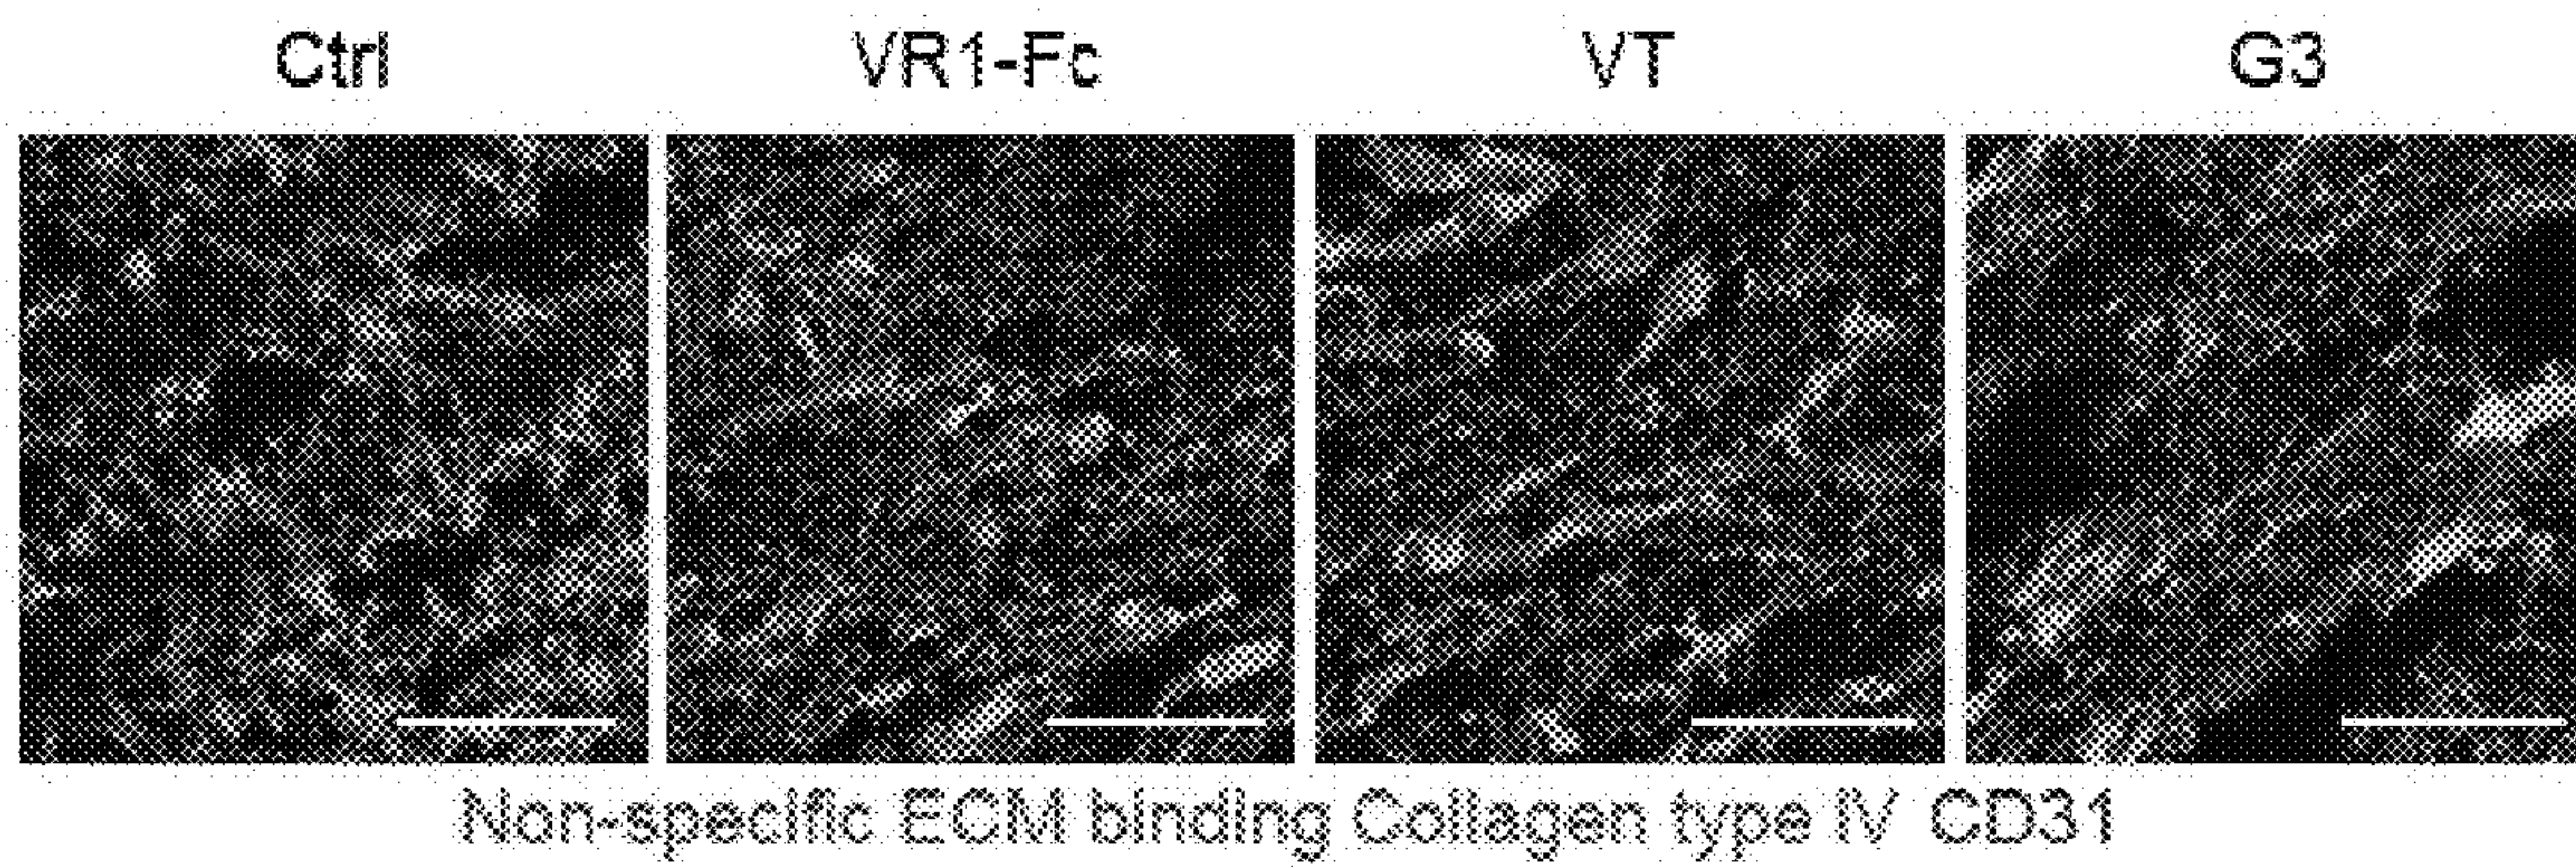 Ctrl VR1-Fc VT G3
Non-specific ECM binding Collagen type IV CD31